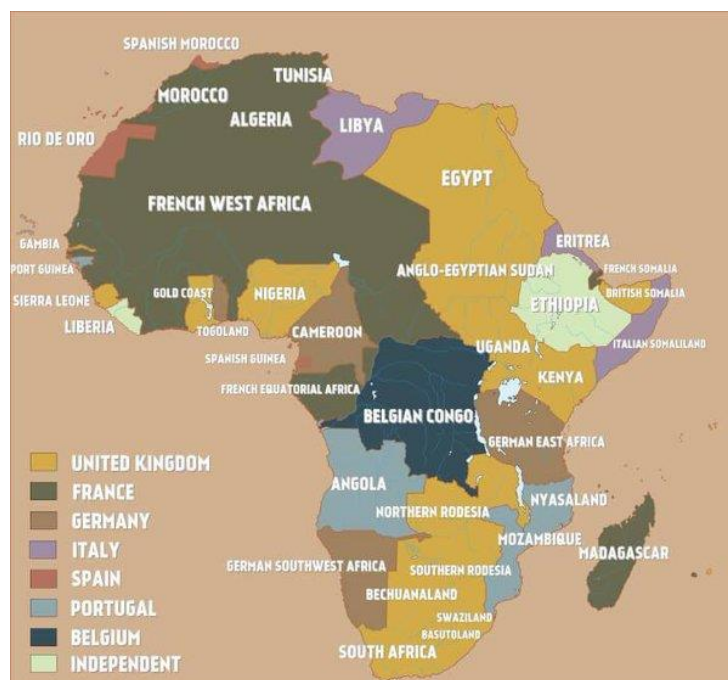 SPANISH MOROCCO
TUNISIA
MOROCCO
ALGERIA
LIBYA
RIO DE ORO
EGYPT
FRENCH WEST AFRICA
GAMBIA
ERITREA
PORT GUINEA
ANGLO-EGYPTIAN SUDAN
FRENCH SOMALIA
GOLD COAST
NIGERIA
BRITISH SOMALIA
SIERRA LEONE
ETHIOPIA
LIBERIA
TOGOLAND
CAMEROON
UGANDA
ITALIAN SOMALILAND
SPANISH GUINEA
KENYA
FRENCH EQUATORIAL AFRICA
BELGIAN CONGO
GERMAN EAST AFRICA
UNITED KINGDOM
FRANCE
GERMANY
ITALY
SPAIN
PORTUGAL
BELGIUM
INDEPENDENT
ANGOLA
NYASALAND
NORTHERN RODESIA
MOZAMBIQUE
MADAGASCAR
GERMAN SOUTHWEST AFRICA
SOUTHERN RODESIA
BECHUANALAND
SWAZILAND
BASUTOLAND
SOUTH AFRICA